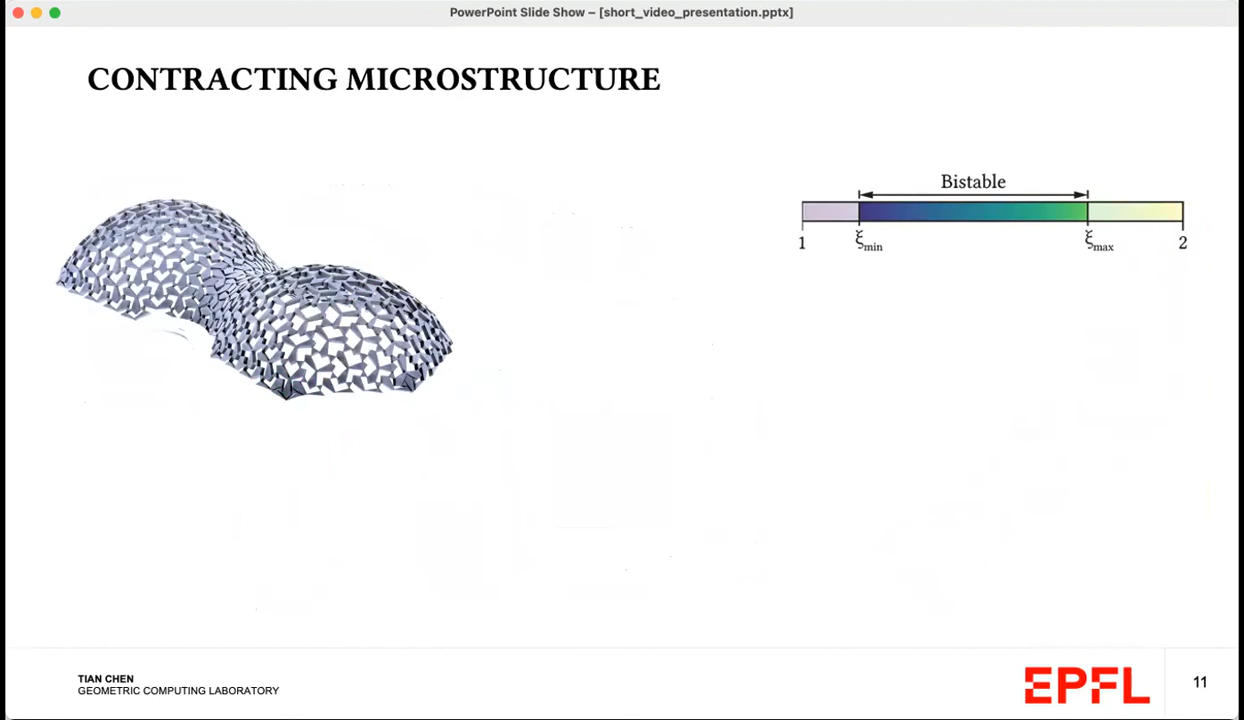 PowerPoint Slide Show – [short_video_presentation.pptx]
CONTRACTING MICROSTRUCTURE
Bistable
1 ξmin ξmax 2
TIAN CHEN
GEOMETRIC COMPUTING LABORATORY
EPFL
11